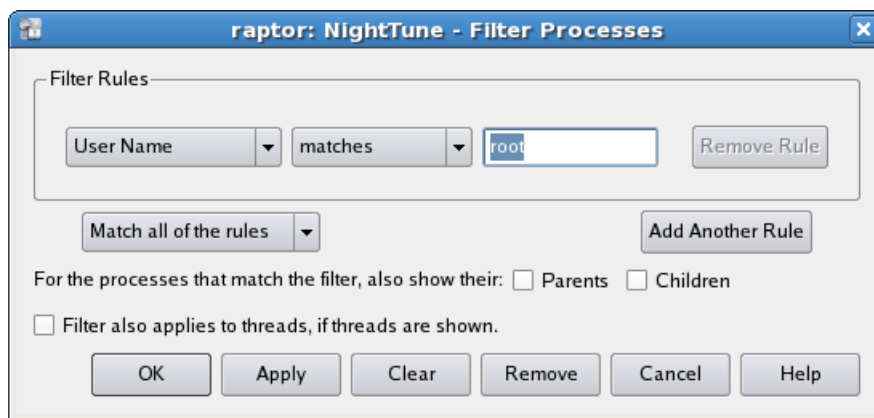 raptor: NightTune - Filter Processes
Filter Rules
User Name matches root Remove Rule
Match all of the rules Add Another Rule
For the processes that match the filter, also show their: Parents Children
Filter also applies to threads, if threads are shown.
OK Apply Clear Remove Cancel Help